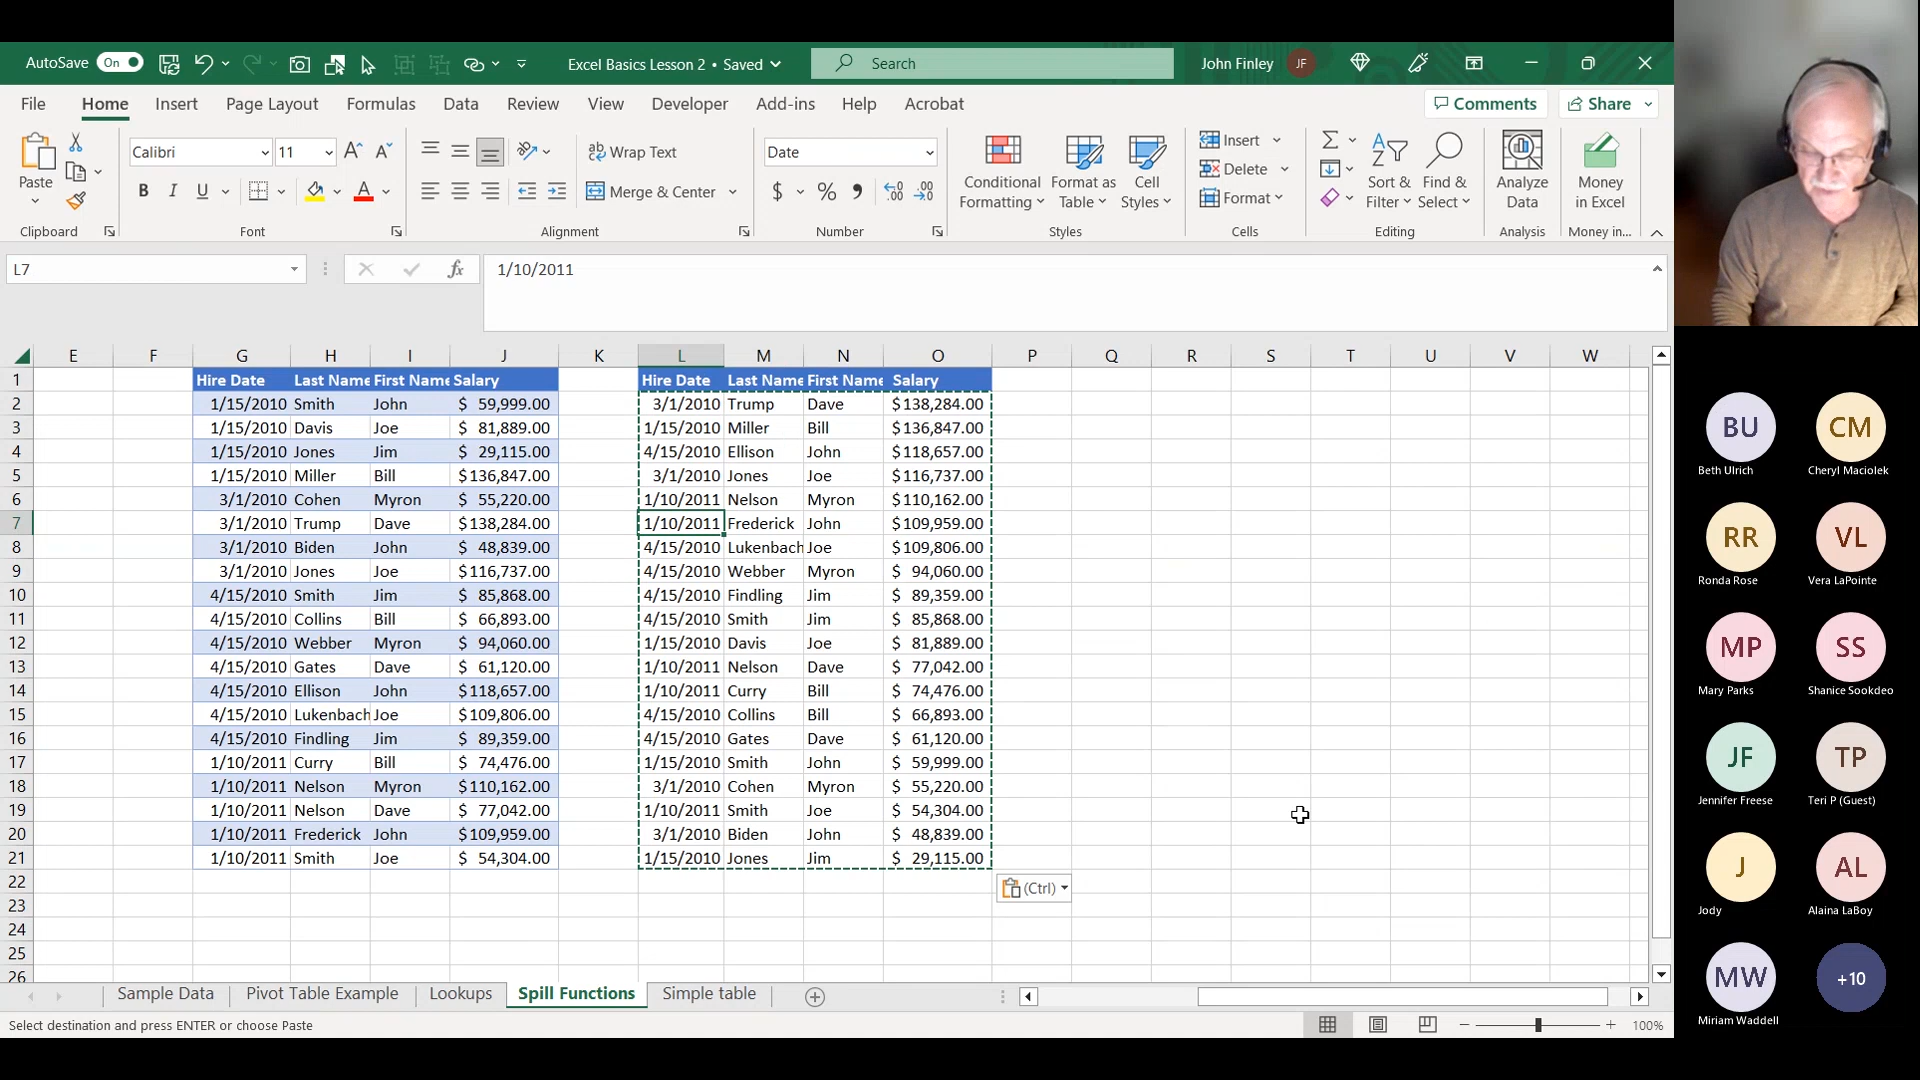 AutoSave On Excel Basics Lesson 2 • Saved Search John Finley JF
File Home Insert Page Layout Formulas Data Review View Developer Add-ins Help Acrobat Comments Share
Paste
Clipboard
Calibri 11
B I U A
Font
Wrap Text
Merge & Center
Alignment
Date
$ % ,
Number
Conditional Formatting
Format as Table
Cell Styles
Styles
Insert
Delete
Format
Cells
Sort & Filter
Find & Select
Editing
Analyze Data
Analysis
Money in Excel
Money in...
L7 fx 1/10/2011
E F G H I J K L M N O P Q R S T U V W
1 Hire Date Last Name First Name Salary Hire Date Last Name First Name Salary
2 1/15/2010 Smith John $ 59,999.00 3/1/2010 Trump Dave $138,284.00
3 1/15/2010 Davis Joe $ 81,889.00 1/15/2010 Miller Bill $136,847.00
4 1/15/2010 Jones Jim $ 29,115.00 4/15/2010 Ellison John $118,657.00
5 1/15/2010 Miller Bill $136,847.00 3/1/2010 Jones Joe $116,737.00
6 3/1/2010 Cohen Myron $ 55,220.00 1/10/2011 Nelson Myron $110,162.00
7 3/1/2010 Trump Dave $138,284.00 1/10/2011 Frederick John $109,959.00
8 3/1/2010 Biden John $ 48,839.00 4/15/2010 Lukenbach Joe $109,806.00
9 3/1/2010 Jones Joe $116,737.00 4/15/2010 Webber Myron $ 94,060.00
10 4/15/2010 Smith Jim $ 85,868.00 4/15/2010 Findling Jim $ 89,359.00
11 4/15/2010 Collins Bill $ 66,893.00 4/15/2010 Smith Jim $ 85,868.00
12 4/15/2010 Webber Myron $ 94,060.00 1/15/2010 Davis Joe $ 81,889.00
13 4/15/2010 Gates Dave $ 61,120.00 1/10/2011 Nelson Dave $ 77,042.00
14 4/15/2010 Ellison John $118,657.00 1/10/2011 Curry Bill $ 74,476.00
15 4/15/2010 Lukenbach Joe $109,806.00 4/15/2010 Collins Bill $ 66,893.00
16 4/15/2010 Findling Jim $ 89,359.00 4/15/2010 Gates Dave $ 61,120.00
17 1/10/2011 Curry Bill $ 74,476.00 1/15/2010 Smith John $ 59,999.00
18 1/10/2011 Nelson Myron $110,162.00 3/1/2010 Cohen Myron $ 55,220.00
19 1/10/2011 Nelson Dave $ 77,042.00 1/10/2011 Smith Joe $ 54,304.00
20 1/10/2011 Frederick John $109,959.00 3/1/2010 Biden John $ 48,839.00
21 1/10/2011 Smith Joe $ 54,304.00 1/15/2010 Jones Jim $ 29,115.00
22 (Ctrl)
23
24
25
26
Sample Data Pivot Table Example Lookups Spill Functions Simple table
Select destination and press ENTER or choose Paste 100%
BU CM
Beth Ulrich Cheryl Maciolek
RR VL
Ronda Rose Vera LaPointe
MP SS
Mary Parks Shanice Sookdeo
JF TP
Jennifer Freese Teri P (Guest)
J AL
Jody Alaina LaBoy
MW +10
Miriam Waddell